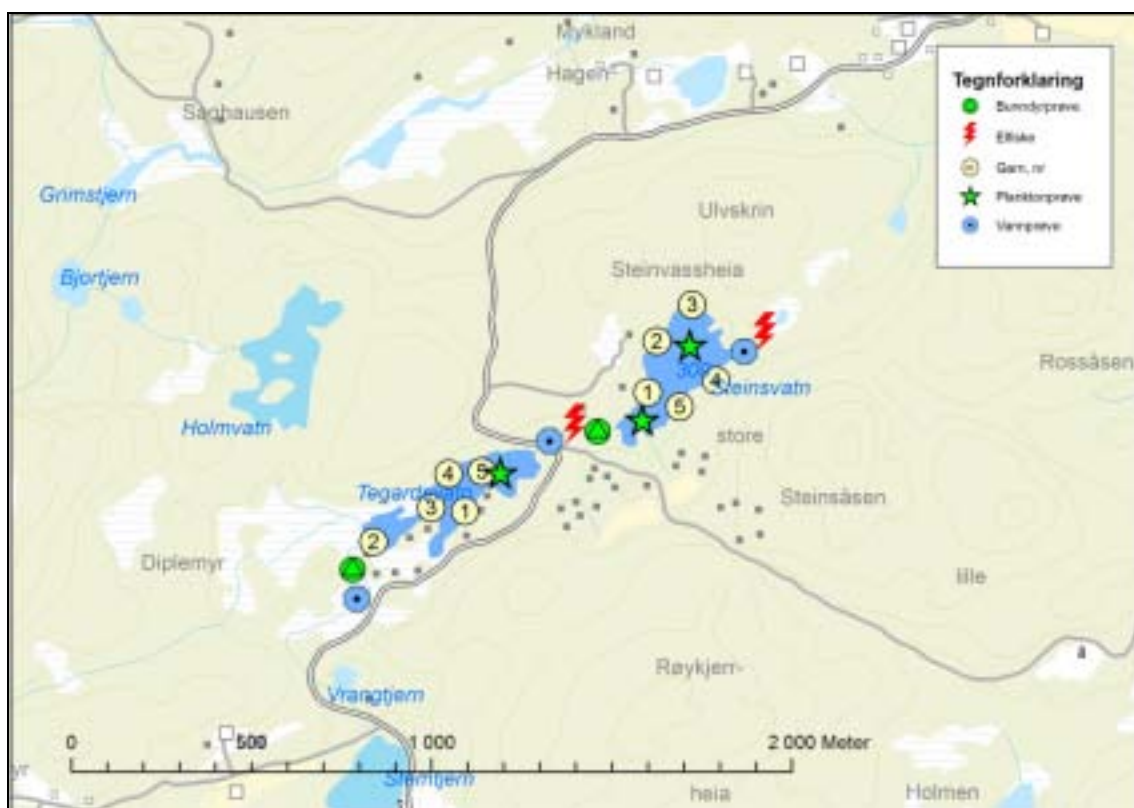 Mykland
Hagen-
Saghausen
Grimstjern
Bjortjern
Holmvatn
Ulvskrin
Steinvassheia
3
2
1
4
5
Steinsvatn
Rossåsen
store
Steinsåsen
lille
4
5
Tegardsvatn
3
1
2
Diplemyr
Vrangtjern
Røykjerr-
heia
Holmen
Stemtjern
0
500
1 000
2 000 Meter
Tegnforklaring
Bunndyrprøve
Elfiske
Garn, nr
Planktonprøve
Vannprøve